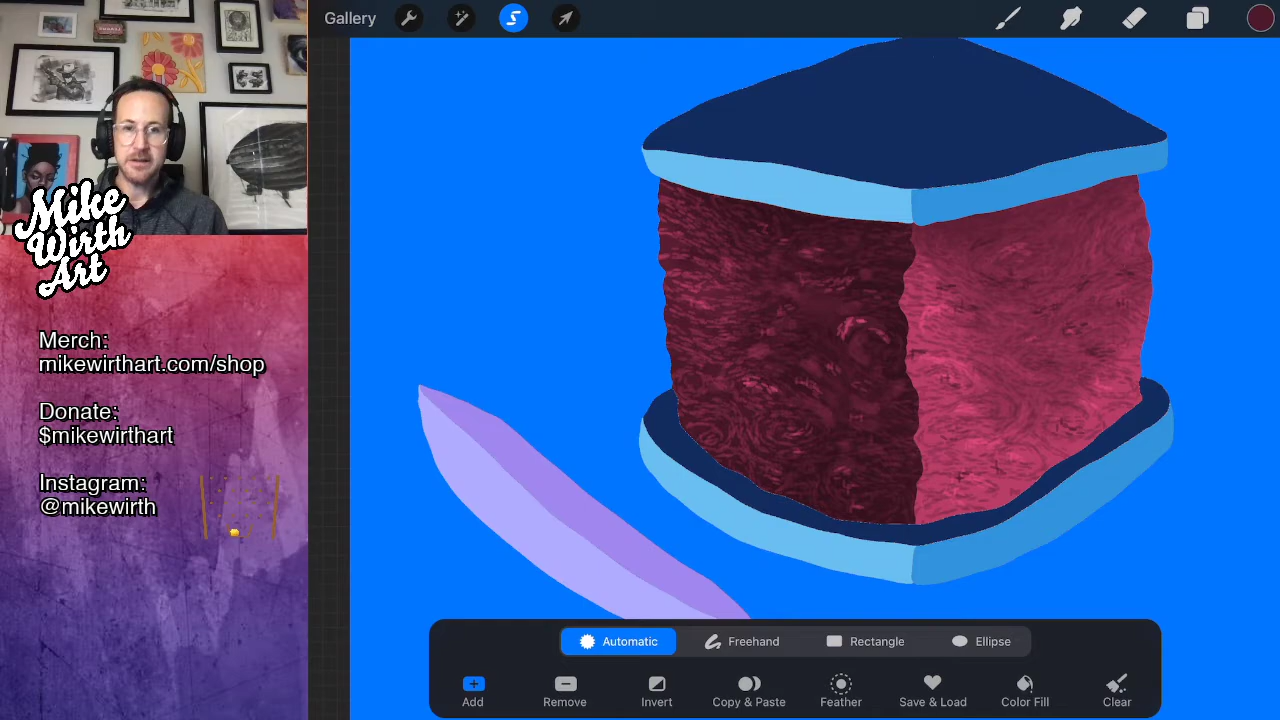 Gallery
Mike
Wirth
Art
Merch:
mikewirthart.com/shop
Donate:
$mikewirthart
Instagram:
@mikewirth
Automatic
Freehand
Rectangle
Ellipse
Add
Remove
Invert
Copy & Paste
Feather
Save & Load
Color Fill
Clear